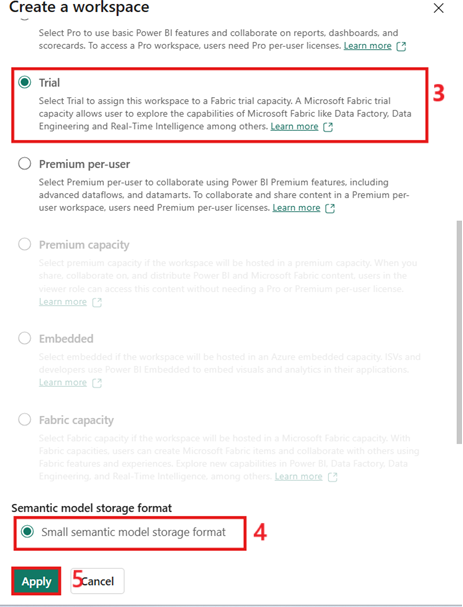 Create a workspace
Select Pro to use basic Power BI features and collaborate on reports, dashboards, and
scorecards. To access a Pro workspace, users need Pro per-user licenses. Learn more
Trial
3
Select Trial to assign this workspace to a Fabric trial capacity. A Microsoft Fabric trial
capacity allows user to explore the capabilities of Microsoft Fabric like Data Factory, Data
Engineering and Real-Time Intelligence among others. Learn more
Premium per-user
Select Premium per-user to collaborate using Power BI Premium features, including
advanced dataflows, and datamarts. To collaborate and share content in a Premium per-
user workspace, users need Premium per-user licenses. Learn more
Premium capacity
Select premium capacity if the workspace will be hosted in a premium capacity. When you
share, collaborate on, and distribute Power BI and Microsoft Fabric content, users in the
viewer role can access this content without needing a Pro or Premium per-user license.
Learn more
Embedded
Select embedded if the workspace will be hosted in an Azure embedded capacity. ISVs and
developers use Power BI Embedded to embed visuals and analytics in their applications.
Learn more
Fabric capacity
Select Fabric capacity if the workspace will be hosted in a Microsoft Fabric capacity. With
Fabric capacities, users can create Microsoft Fabric items and collaborate with others using
Fabric features and experiences. Explore new capabilities in Power BI, Data Factory, Data
Engineering, and Real-Time Intelligence, among others. Learn more
Semantic model storage format
Small semantic model storage format
4
Apply
5
Cancel